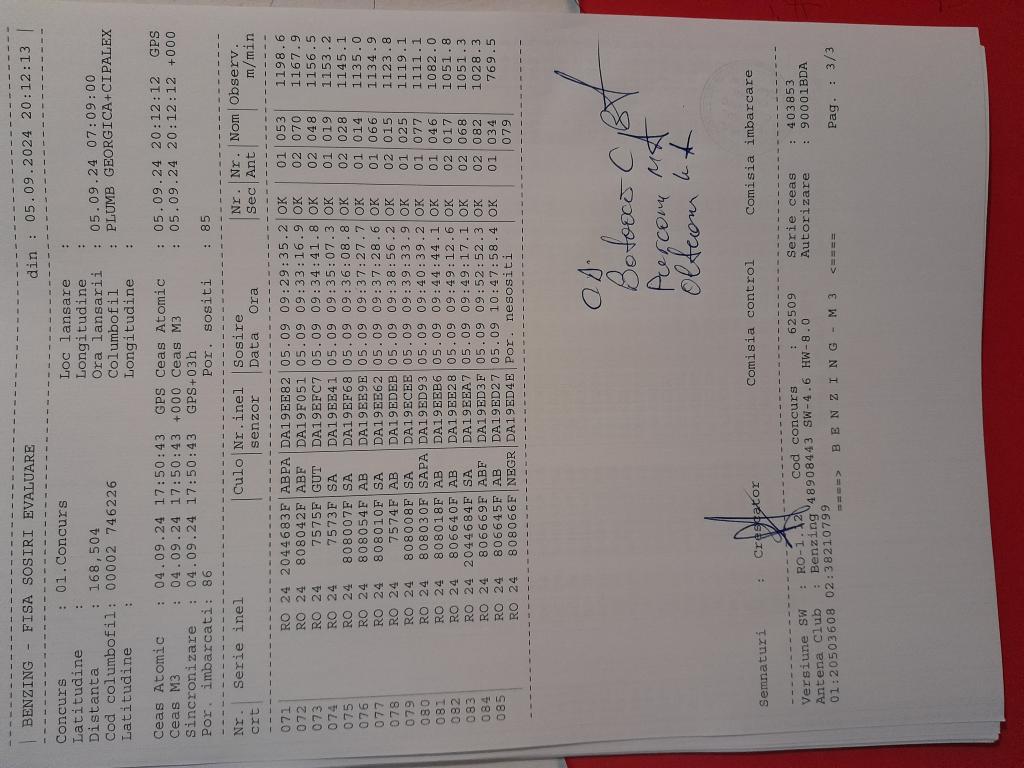 | BENZING - FISA SOSIRI EVALUARE din : 05.09.2024 20:12:13 |
Concurs : 01.Concurs Loc lansare :
Latitudine : Longitudine :
Distanta : 168,504 Ora lansarii : 05.09.24 07:09:00
Cod columbofil: 00002 746226 Columbofil : PLUMB GEORGICA+CIPALEX
Latitudine : Longitudine :
Ceas Atomic : 04.09.24 17:50:43 GPS Ceas Atomic : 05.09.24 20:12:12 GPS
Ceas M3 : 04.09.24 17:50:43 +000 Ceas M3 : 05.09.24 20:12:12 +000
Sincronizare : 04.09.24 17:50:43 GPS+03h
Por. imbarcati: 86 Por. sositi : 85
Nr.| Serie inel |Culo|Nr.inel |Sosire |Nr.|Nr.|Nom|Observ.
crt senzor Data Ora Sec Ant m/min
071 RO 24 2044683F ABPA DA19EE82 05.09 09:29:35.2 OK 01 053 1198.6
072 RO 24 808042F ABF DA19F051 05.09 09:33:16.9 OK 02 070 1167.9
073 RO 24 7575F GUT DA19EFC7 05.09 09:34:41.8 OK 02 048 1156.5
074 RO 24 7573F SA DA19EE41 05.09 09:35:07.3 OK 01 019 1153.2
075 RO 24 808007F SA DA19EF68 05.09 09:36:08.8 OK 02 028 1145.1
076 RO 24 808054F AB DA19EE9E 05.09 09:37:27.7 OK 01 014 1135.0
077 RO 24 808010F SA DA19EE62 05.09 09:37:28.6 OK 01 066 1134.9
078 RO 24 7574F AB DA19EDEB 05.09 09:38:56.2 OK 02 015 1123.8
079 RO 24 808008F SA DA19ECEE 05.09 09:39:33.9 OK 01 025 1119.1
080 RO 24 808030F SAPA DA19ED93 05.09 09:40:39.2 OK 01 077 1111.1
081 RO 24 808018F AB DA19EEB6 05.09 09:44:44.1 OK 01 046 1082.0
082 RO 24 806640F AB DA19EE28 05.09 09:49:12.6 OK 02 017 1051.8
083 RO 24 2044684F SA DA19EEA7 05.09 09:49:17.1 OK 02 068 1051.3
084 RO 24 806669F ABF DA19ED3F 05.09 09:52:52.3 OK 02 082 1028.3
085 RO 24 806645F AB DA19ED27 05.09 10:47:58.4 OK 01 034 769.5
RO 24 808066F NEGR DA19ED4E Por. nesositi 079
Semnaturi : Crescator Comisia control Comisia imbarcare
Versiune SW : RO-1.12 Cod concurs : 62509 Serie ceas : 403853
Antena Club : Benzing 48908443 SW-4.6 HW-8.0 Autorizare : 90001BDA
01:20503608 02:38210799
====> B E N Z I N G - M 3 <==== Pag. : 3/3